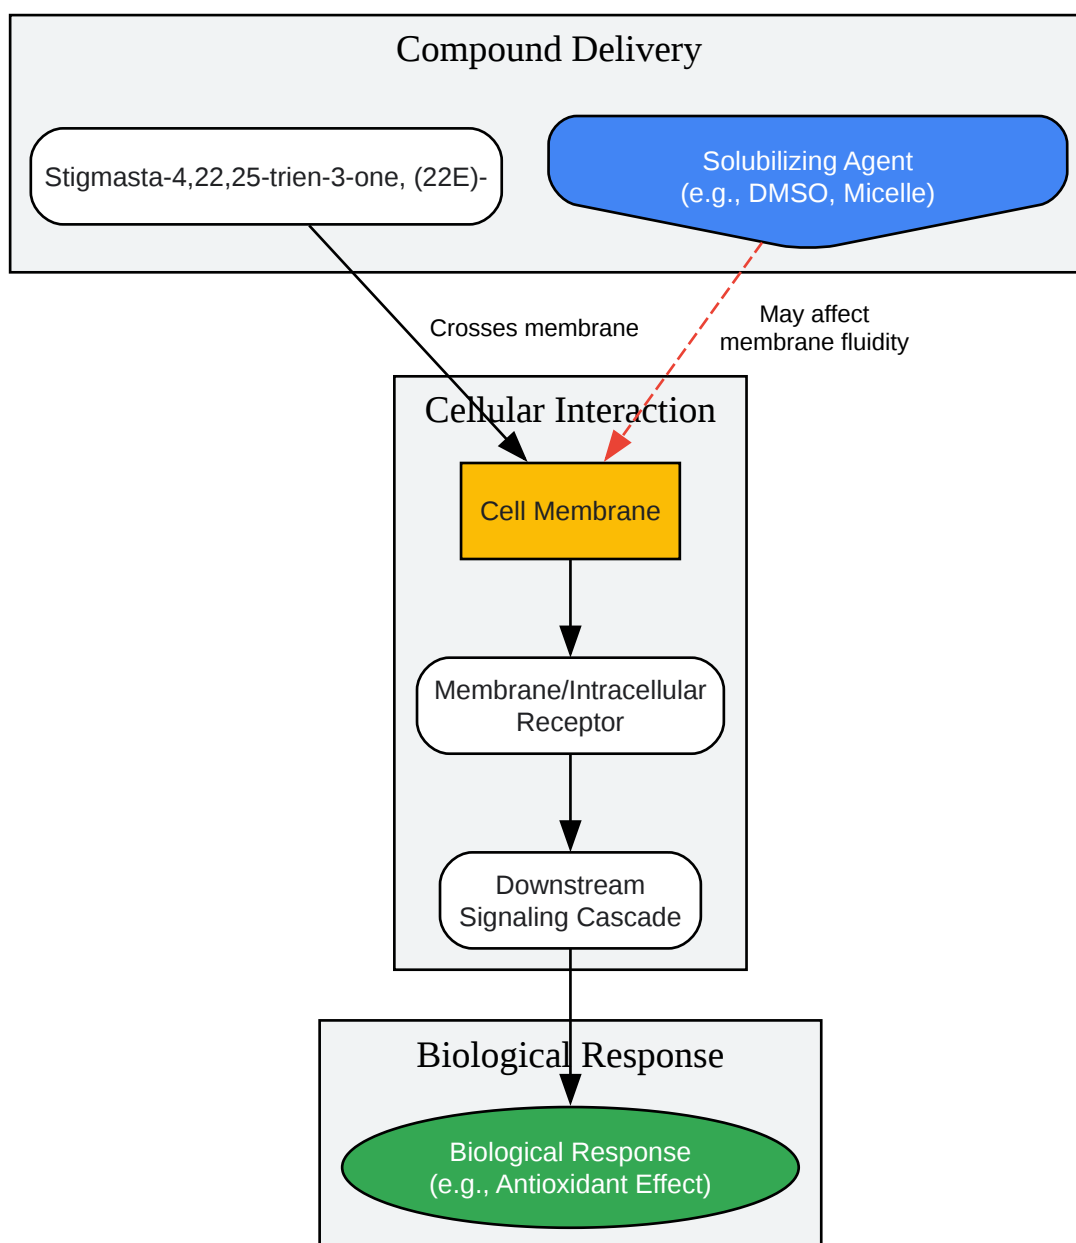 Compound Delivery
Stigmasta-4,22,25-trien-3-one, (22E)-
Solubilizing Agent
(e.g., DMSO, Micelle)
Crosses membrane
May affect
membrane fluidity
Cellular Interaction
Cell Membrane
Membrane/Intracellular
Receptor
Downstream
Signaling Cascade
Biological Response
Biological Response
(e.g., Antioxidant Effect)